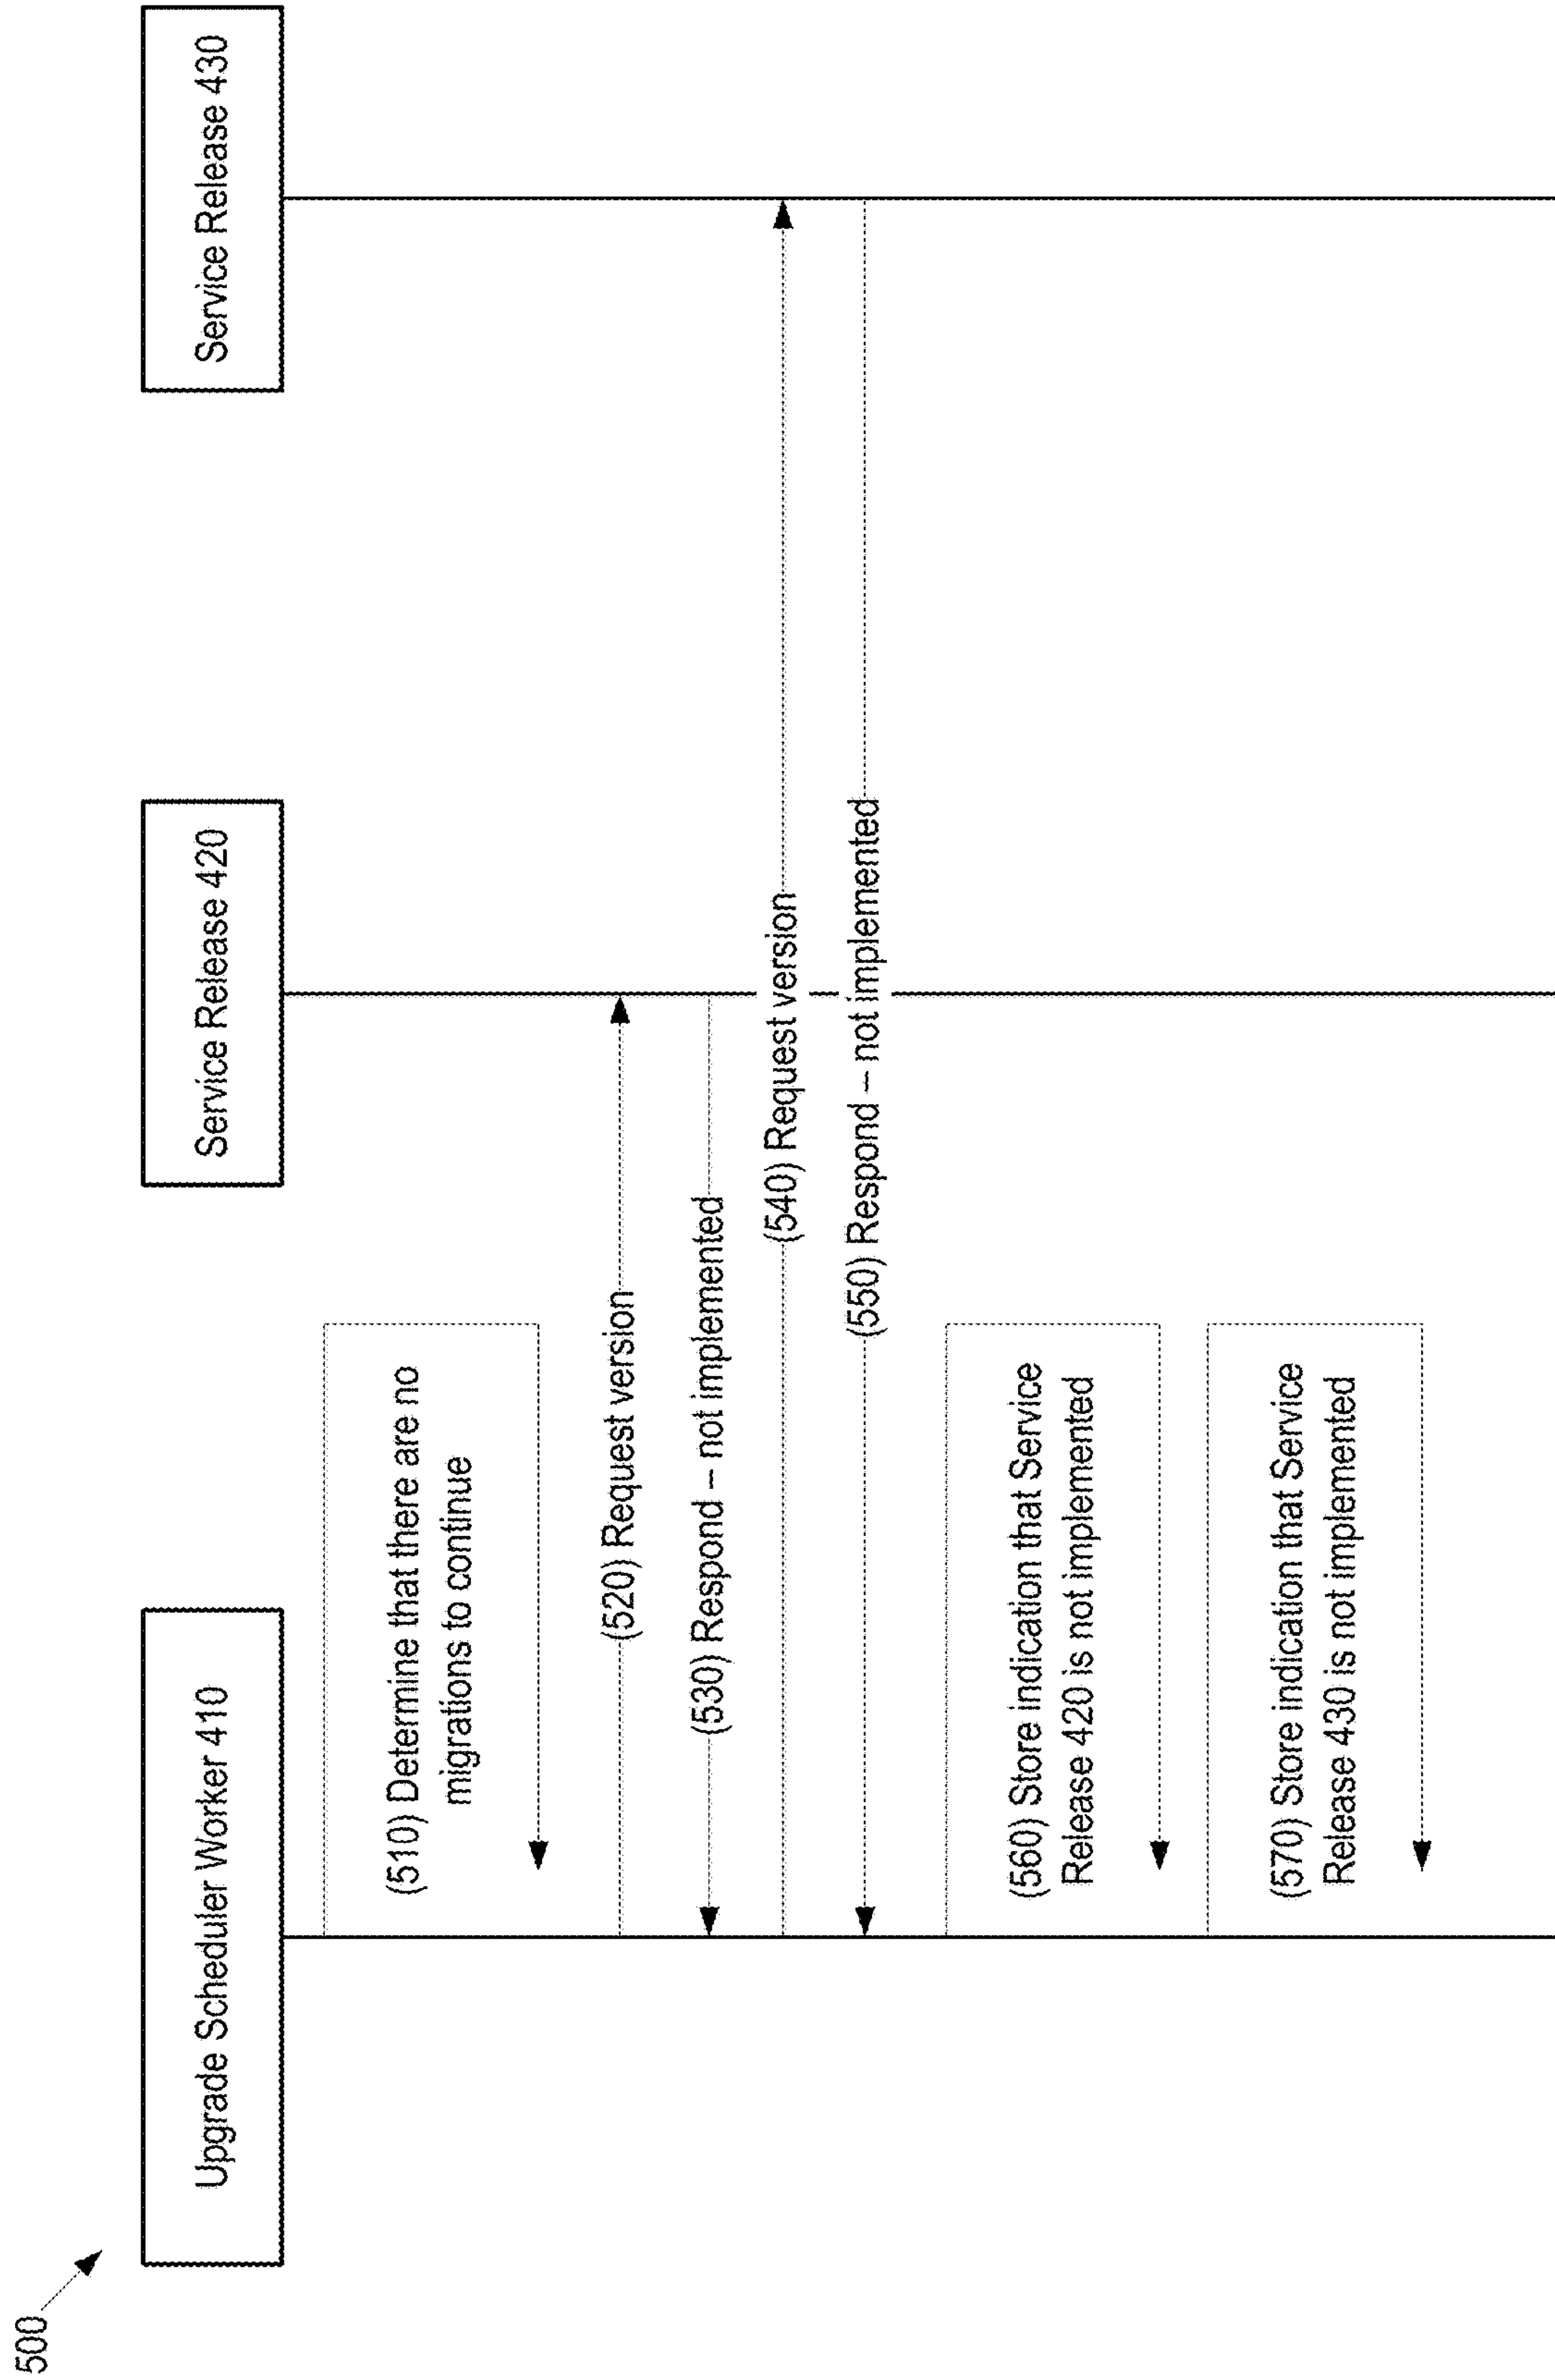 500
Upgrade Scheduler Worker 410
Service Release 420
Service Release 430
(510) Determine that there are no
migrations to continue
(520) Request version
(530) Respond – not implemented
(540) Request version
(550) Respond – not implemented
(560) Store indication that Service
Release 420 is not implemented
(570) Store indication that Service
Release 430 is not implemented